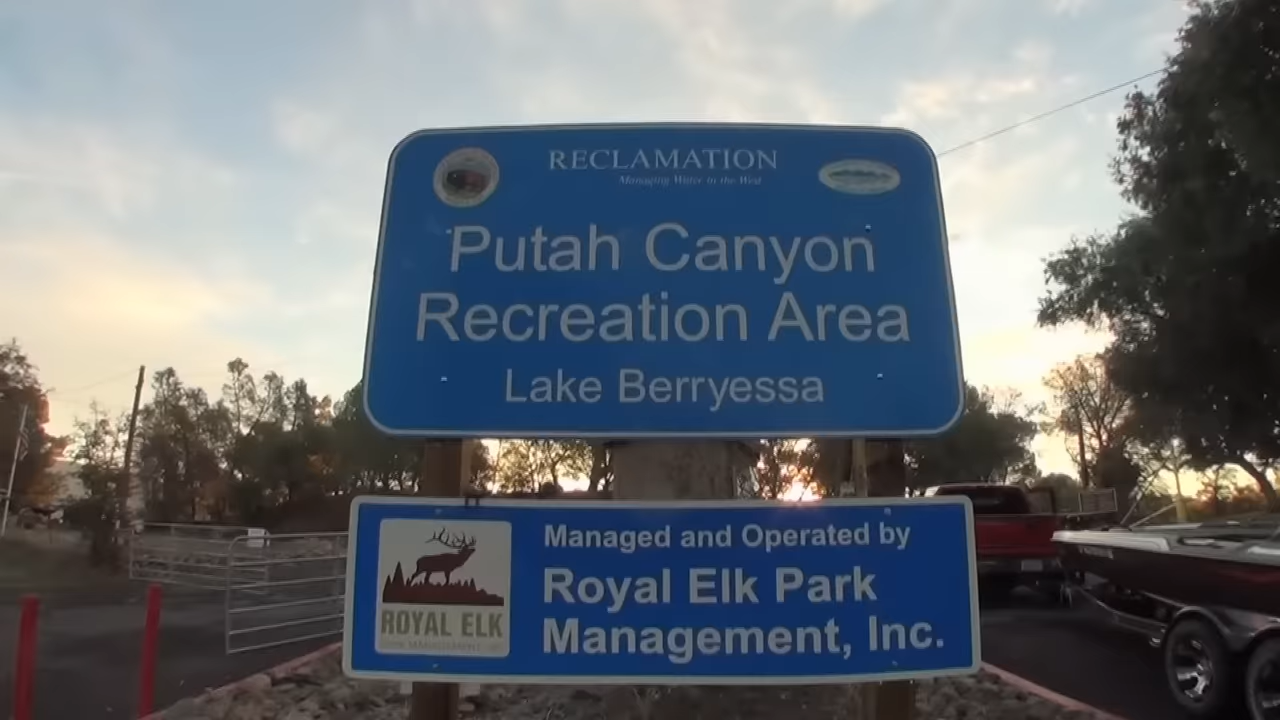 RECLAMATION
Managing Water in the West
Putah Canyon
Recreation Area
Lake Berryessa
Managed and Operated by
Royal Elk Park
Management, Inc.
ROYAL ELK